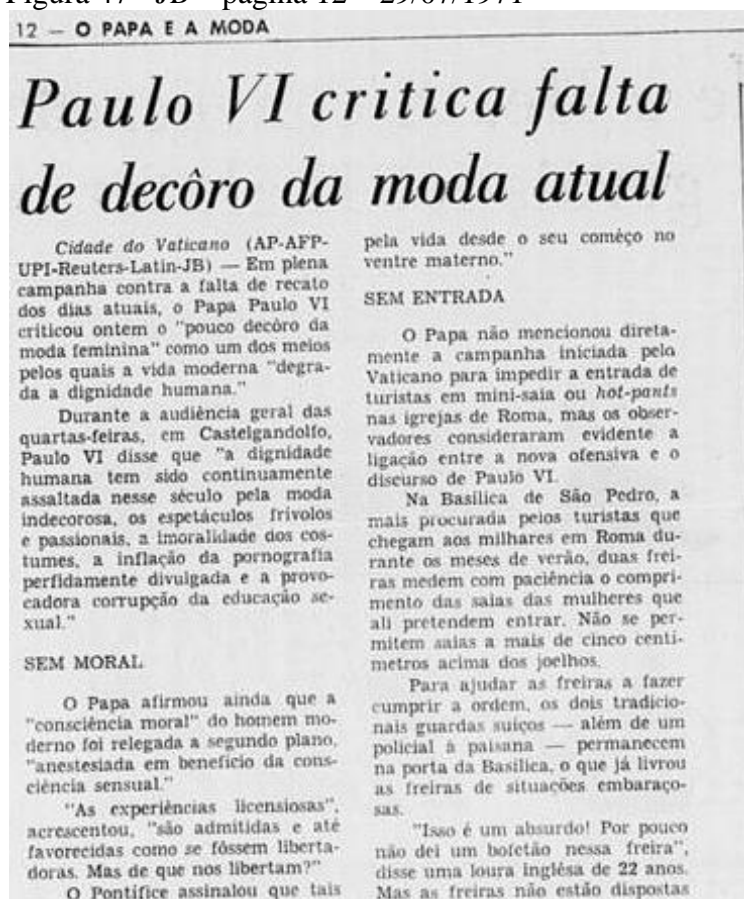 Figura 47 – JB – página 12 – 29/07/1971
12 — O PAPA E A MODA
Paulo VI critica falta
de decôro da moda atual
Cidade do Vaticano (AP-AFP-
UPI-Reuters-Latin-JB) — Em plena
campanha contra a falta de recato
dos dias atuais, o Papa Paulo VI
criticou ontem o "pouco decôro da
moda feminina" como um dos meios
pelos quais a vida moderna "degra-
da a dignidade humana."
Durante a audiência geral das
quartas-feiras, em Castelgandolfo,
Paulo VI disse que "a dignidade
humana tem sido continuamente
assaltada nesse século pela moda
indecorosa, os espetáculos frívolos
e passionais, a imoralidade dos cos-
tumes, a inflação da pornografia
perfidamente divulgada e a provo-
cadora corrupção da educação se-
xual."
SEM MORAL
O Papa afirmou ainda que a
"consciência moral" do homem mo-
derno foi relegada a segundo plano,
"anestesiada em benefício da cons-
ciência sensual."
"As experiências licensiosas",
acrescentou, "são admitidas e até
favorecidas como se fôssem liberta-
doras. Mas de que nos libertam?"
O Pontífice assinalou que tais
pela vida desde o seu comêço no
ventre materno."
SEM ENTRADA
O Papa não mencionou direta-
mente a campanha iniciada pelo
Vaticano para impedir a entrada de
turistas em mini-saia ou hot-pants
nas igrejas de Roma, mas os obser-
vadores consideraram evidente a
ligação entre a nova ofensiva e o
discurso de Paulo VI.
Na Basílica de São Pedro, a
mais procurada pelos turistas que
chegam aos milhares em Roma du-
rante os meses de verão, duas frei-
ras medem com paciência o compri-
mento das saias das mulheres que
ali pretendem entrar. Não se per-
mitem saias a mais de cinco centí-
metros acima dos joelhos.
Para ajudar as freiras a fazer
cumprir a ordem, os dois tradicio-
nais guardas suíços — além de um
policial à paisana — permanecem
na porta da Basílica, o que já livrou
as freiras de situações embaraço-
sas.
"Isso é um absurdo! Por pouco
não dei um bofetão nessa freira",
disse uma loura inglêsa de 22 anos.
Mas as freiras não estão dispostas